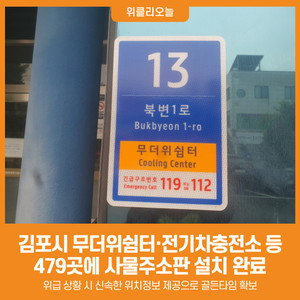 위클리오늘
13
북변1로
Bukbyeon 1-ro
무더위쉼터
Cooling Center
긴급구조번호
Emergency Call
119 또는 112
김포시 무더위쉼터·전기차충전소 등
479곳에 사물주소판 설치 완료
위급 상황 시 신속한 위치정보 제공으로 골든타임 확보